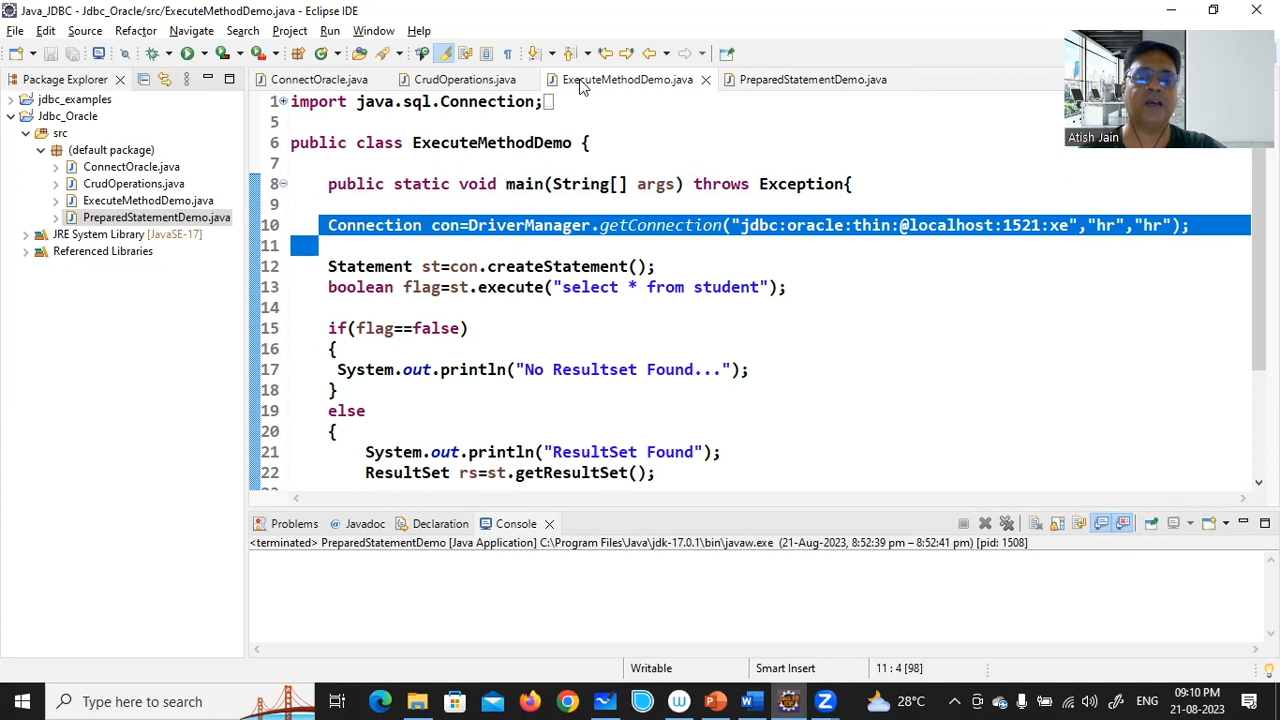 Java_JDBC - Jdbc_Oracle/src/ExecuteMethodDemo.java - Eclipse IDE
File Edit Source Refactor Navigate Search Project Run Window Help
Package Explorer
jdbc_examples
Jdbc_Oracle
src
(default package)
ConnectOracle.java
CrudOperations.java
ExecuteMethodDemo.java
PreparedStatementDemo.java
JRE System Library [JavaSE-17]
Referenced Libraries
ConnectOracle.java CrudOperations.java ExecuteMethodDemo.java PreparedStatementDemo.java
1 import java.sql.Connection;
5
6 public class ExecuteMethodDemo {
7
8 public static void main(String[] args) throws Exception{
9
10 Connection con=DriverManager.getConnection("jdbc:oracle:thin:@localhost:1521:xe","hr","hr");
11
12 Statement st=con.createStatement();
13 boolean flag=st.execute("select * from student");
14
15 if(flag==false)
16 {
17 System.out.println("No Resultset Found...");
18 }
19 else
20 {
21 System.out.println("ResultSet Found");
22 ResultSet rs=st.getResultSet();
Atish Jain
Problems Javadoc Declaration Console
<terminated> PreparedStatementDemo [Java Application] C:\Program Files\Java\jdk-17.0.1\bin\javaw.exe (21-Aug-2023, 8:52:39 pm – 8:52:41 pm) [pid: 1508]
Writable Smart Insert 11 : 4 [98]
Type here to search
28°C
ENG
09:10 PM
21-08-2023